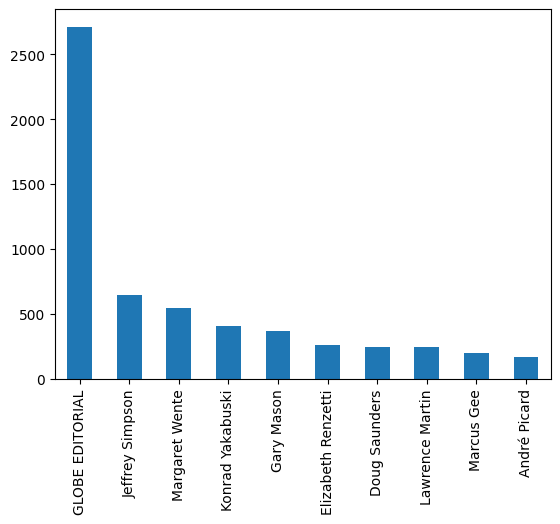 2500
2000
1500
1000
500
0
GLOBE EDITORIAL
Jeffrey Simpson
Margaret Wente
Konrad Yakabuski
Gary Mason
Elizabeth Renzetti
Doug Saunders
Lawrence Martin
Marcus Gee
André Picard